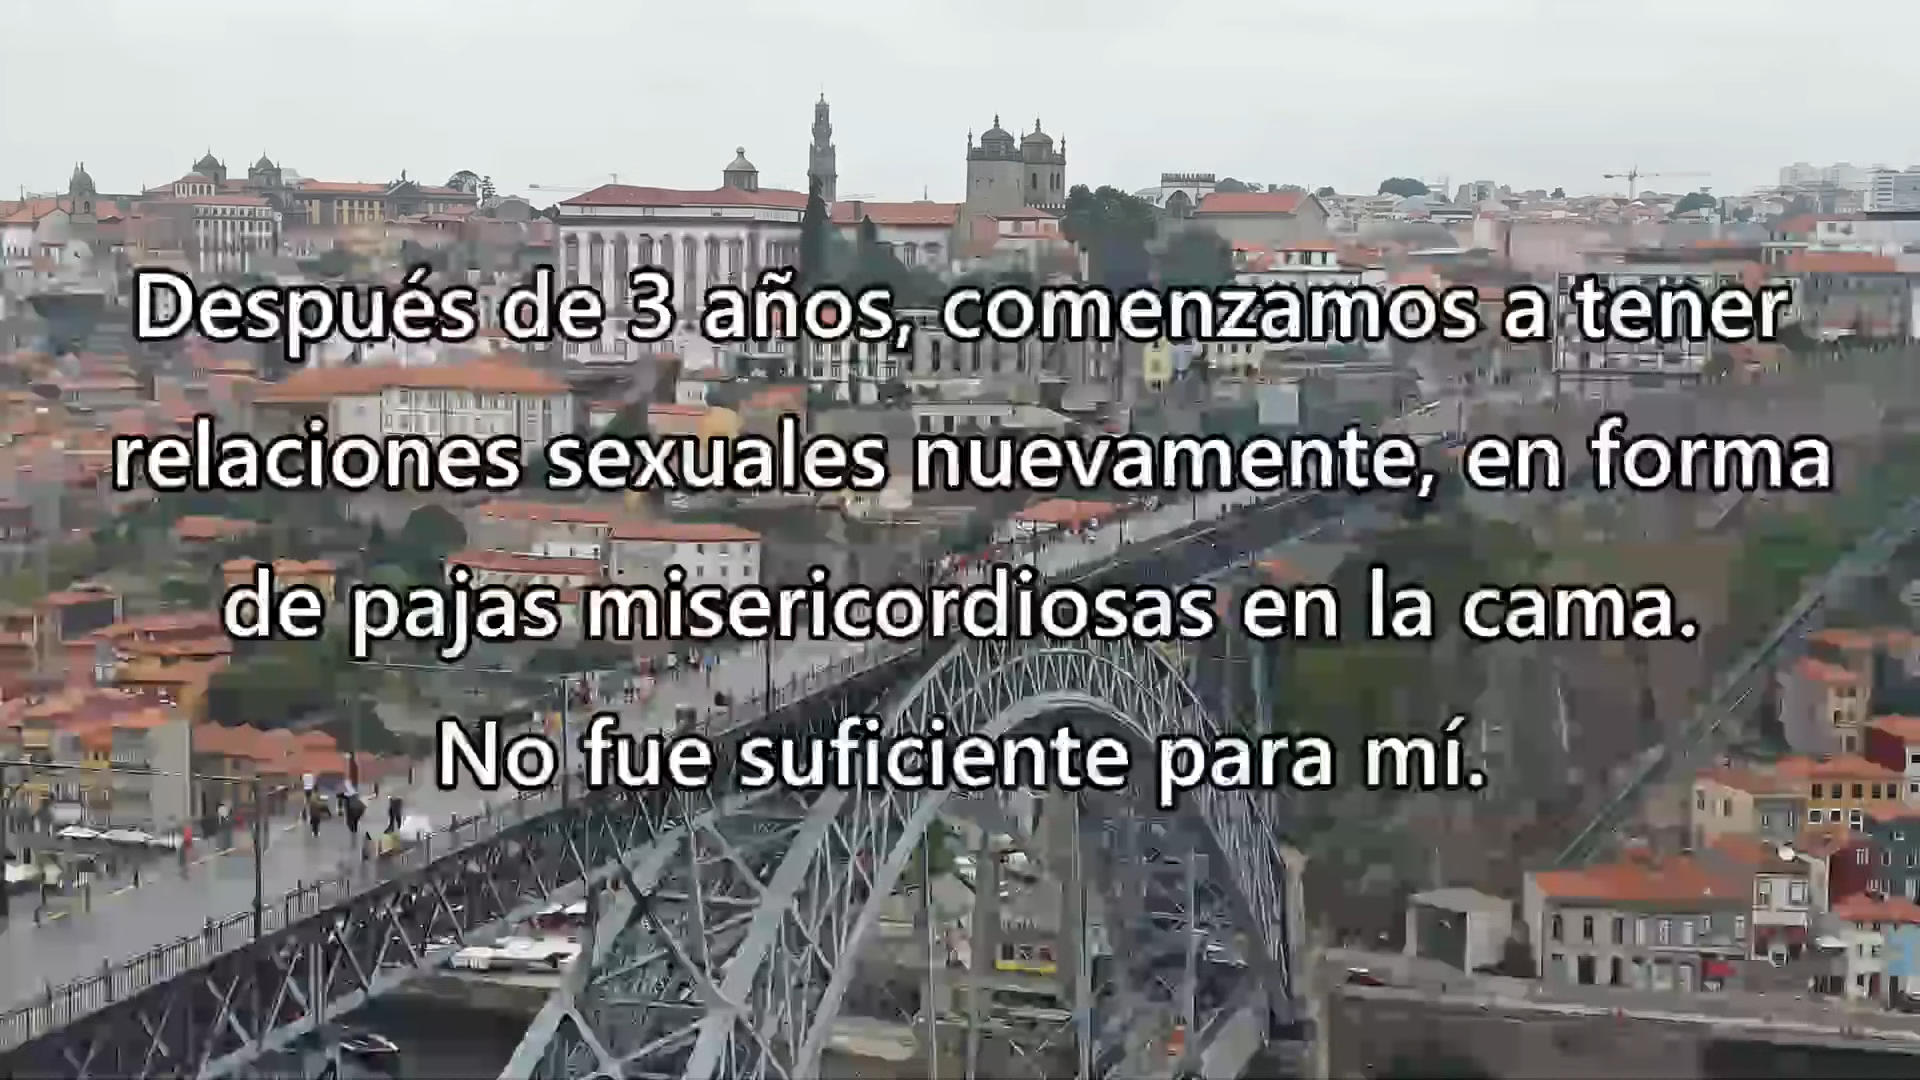 Después de 3 años, comenzamos a tener
relaciones sexuales nuevamente, en forma
de pajas misericordiosas en la cama.
No fue suficiente para mí.